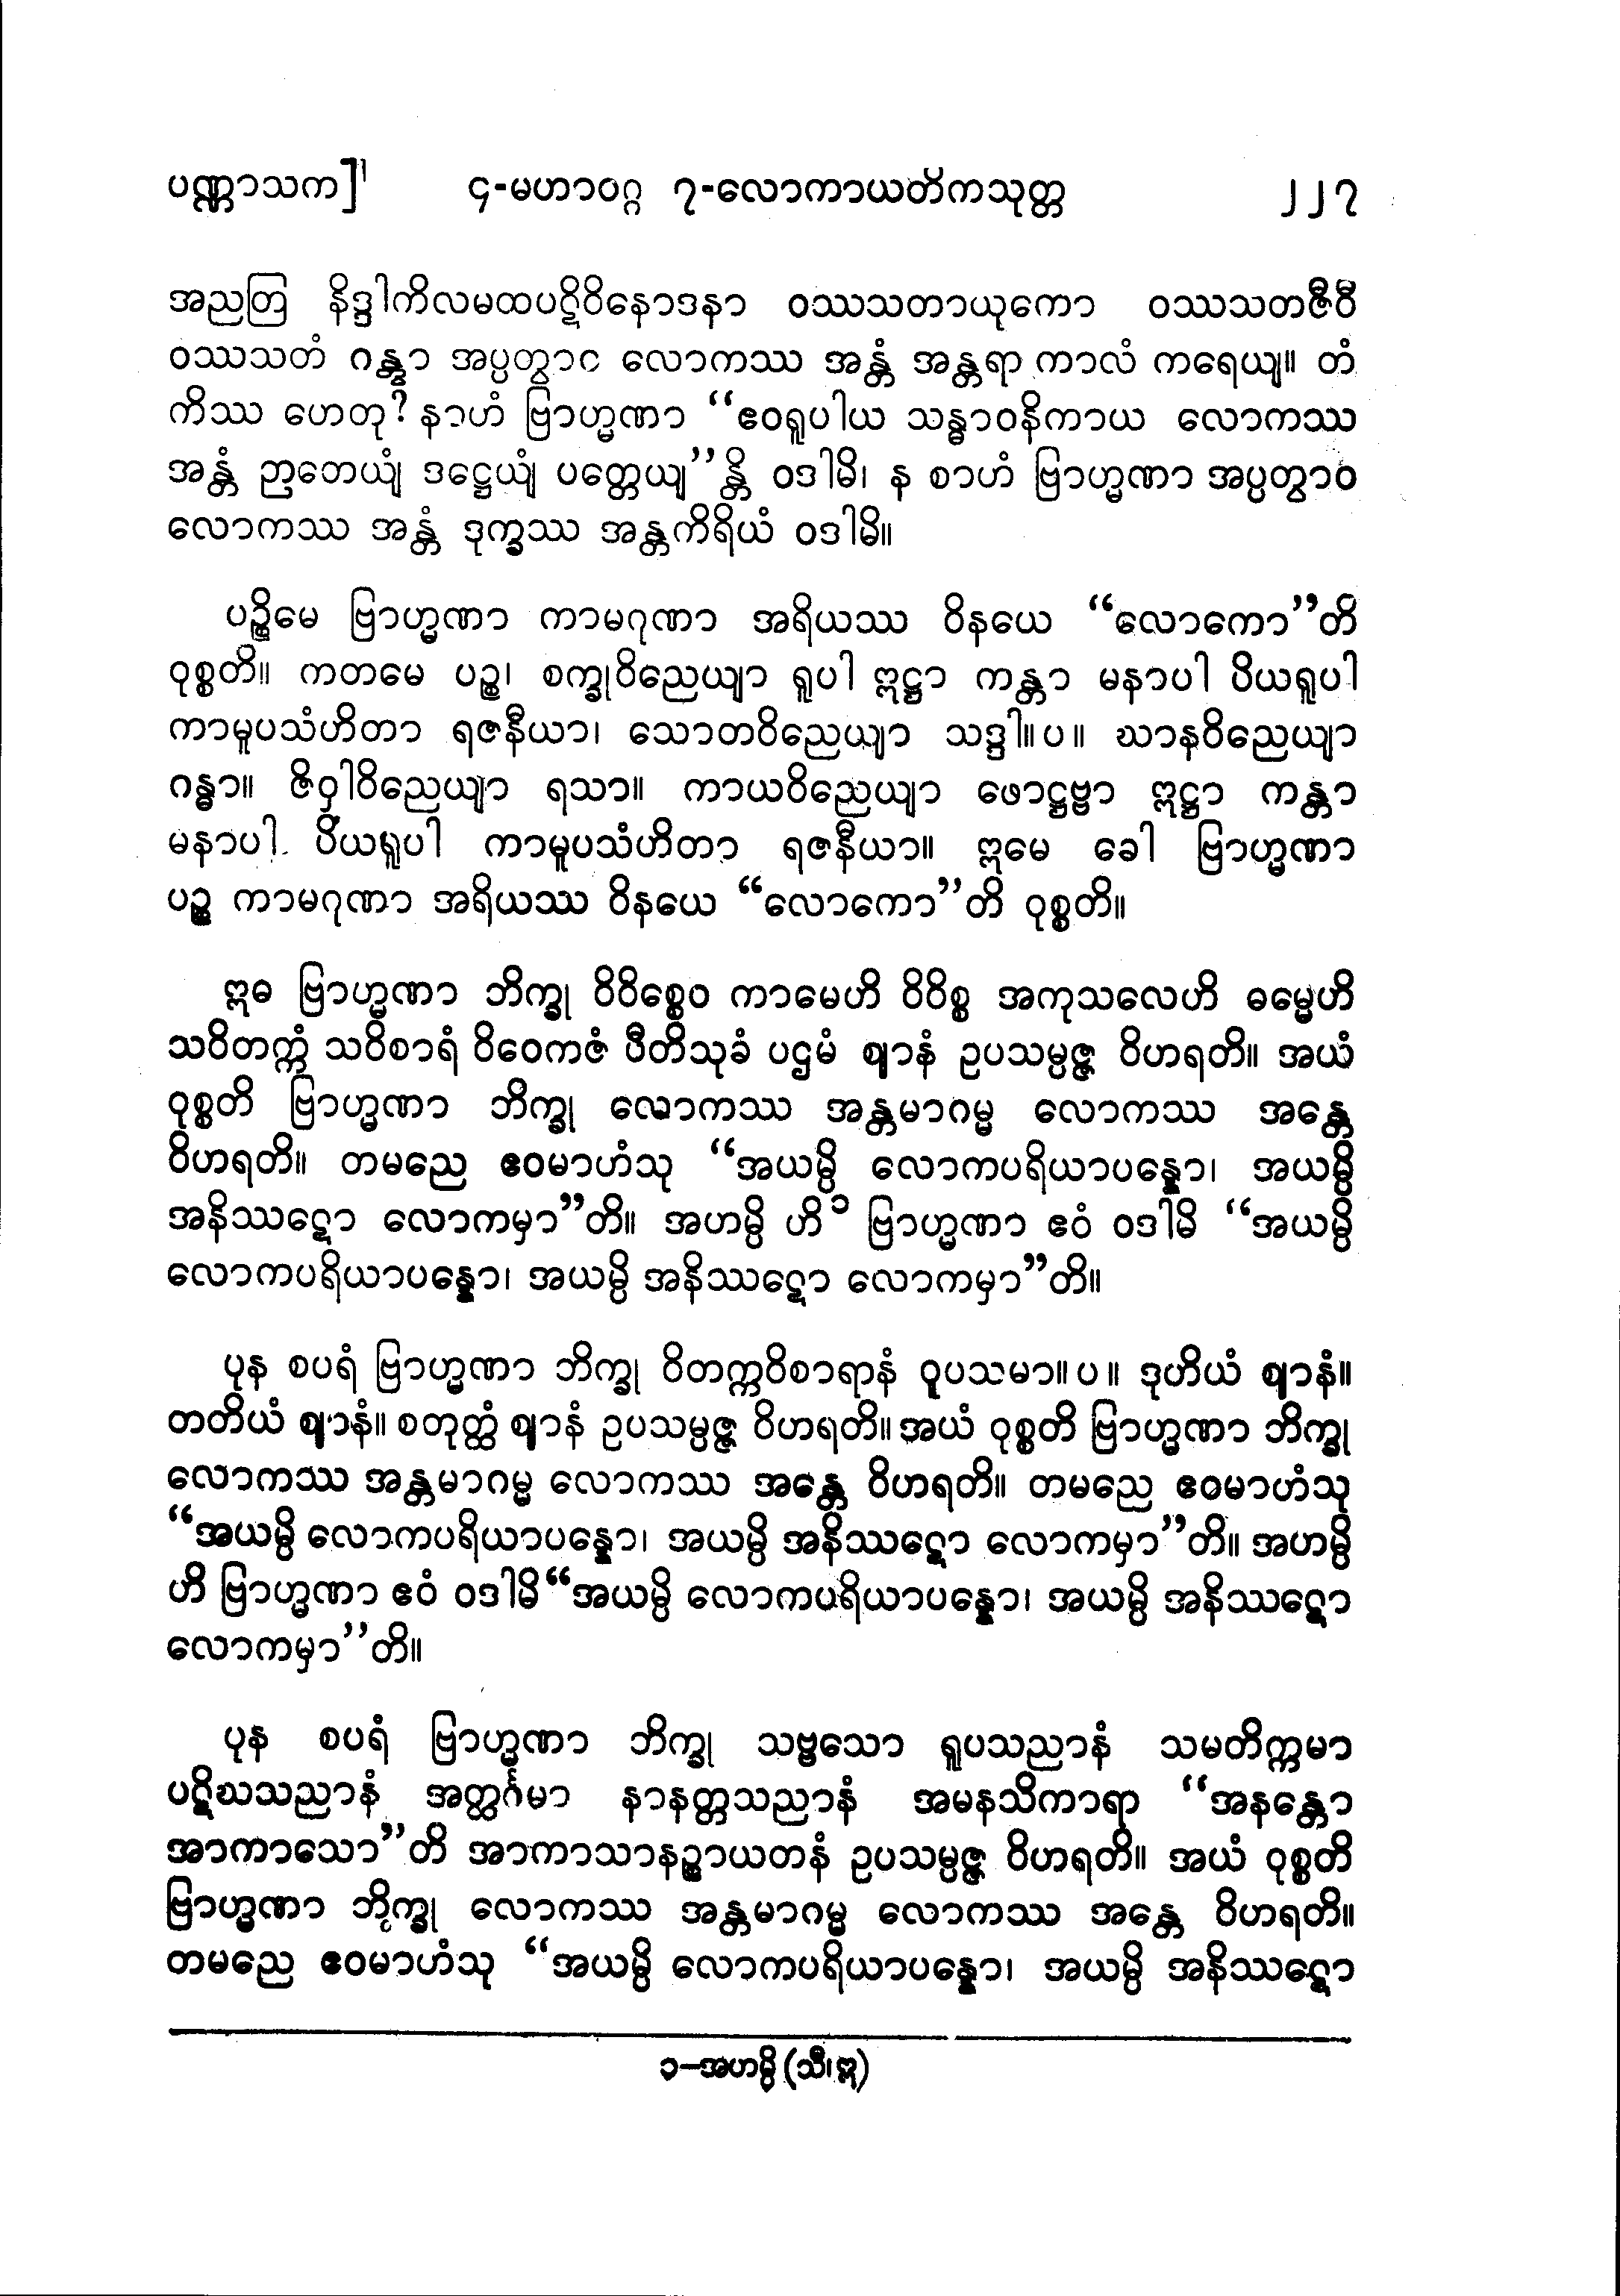 ပဏ္ဏာသက] ၄-မဟာဝဂ္ဂ ၇-လောကာယတိကသုတ္တ ၂၂၇
အညတြ နိဒ္ဒါကိလမထပဋိဝိနောဒနာ ဝဿသတာယုကော ဝဿသတဇီဝီ
ဝဿသတံ ဂန္တွာ အပ္ပတွာဝ လောကဿ အန္တံ အန္တရာ ကာလံ ကရေယျ။ တံ
ကိဿ ဟေတု? နာဟံ ဗြာဟ္မဏာ “ဧဝရူပါယ သန္ဓာဝနိကာယ လောကဿ
အန္တံ ဉာတေယျံ ဒဋ္ဌေယျံ ပတ္တေယျ”န္တိ ဝဒါမိ၊ န စာဟံ ဗြာဟ္မဏာ အပ္ပတွာဝ
လောကဿ အန္တံ ဒုက္ခဿ အန္တကိရိယံ ဝဒါမိ။
ပဉ္စိမေ ဗြာဟ္မဏာ ကာမဂုဏာ အရိယဿ ဝိနယေ “လောကော”တိ
ဝုစ္စတိ။ ကတမေ ပဉ္စ၊ စက္ခုဝိညေယျာ ရူပါ ဣဋ္ဌာ ကန္တာ မနာပါ ပိယရူပါ
ကာမူပသံဟိတာ ရဇနီယာ၊ သောတဝိညေယျာ သဒ္ဒါ။ပ။ ဃာနဝိညေယျာ
ဂန္ဓာ။ ဇိဝှါဝိညေယျာ ရသာ။ ကာယဝိညေယျာ ဖောဋ္ဌဗ္ဗာ ဣဋ္ဌာ ကန္တာ
မနာပါ ပိယရူပါ ကာမူပသံဟိတာ ရဇနီယာ။ ဣမေ ခေါ ဗြာဟ္မဏာ
ပဉ္စ ကာမဂုဏာ အရိယဿ ဝိနယေ “လောကော”တိ ဝုစ္စတိ။
ဣဓ ဗြာဟ္မဏာ ဘိက္ခု ဝိဝိစ္စေဝ ကာမေဟိ ဝိဝိစ္စ အကုသလေဟိ ဓမ္မေဟိ
သဝိတက္ကံ သဝိစာရံ ဝိဝေကဇံ ပီတိသုခံ ပဌမံ ဈာနံ ဥပသမ္ပဇ္ဇ ဝိဟရတိ။ အယံ
ဝုစ္စတိ ဗြာဟ္မဏာ ဘိက္ခု လောကဿ အန္တမာဂမ္မ လောကဿ အန္တေ
ဝိဟရတိ။ တမညေ ဧဝမာဟံသု “အယမ္ပိ လောကပရိယာပန္နော၊ အယမ္ပိ
အနိဿဋော လောကမှာ”တိ။ အဟမ္ပိ ဟိ ၁ ဗြာဟ္မဏာ ဧဝံ ဝဒါမိ “အယမ္ပိ
လောကပရိယာပန္နော၊ အယမ္ပိ အနိဿဋော လောကမှာ”တိ။
ပုန စပရံ ဗြာဟ္မဏာ ဘိက္ခု ဝိတက္ကဝိစာရာနံ ဝူပသမာ။ပ။ ဒုတိယံ ဈာနံ။
တတိယံ ဈာနံ။ စတုတ္ထံ ဈာနံ ဥပသမ္ပဇ္ဇ ဝိဟရတိ။ အယံ ဝုစ္စတိ ဗြာဟ္မဏာ ဘိက္ခု
လောကဿ အန္တမာဂမ္မ လောကဿ အန္တေ ဝိဟရတိ။ တမညေ ဧဝမာဟံသု
“အယမ္ပိ လောကပရိယာပန္နော၊ အယမ္ပိ အနိဿဋော လောကမှာ”တိ။ အဟမ္ပိ
ဟိ ဗြာဟ္မဏာ ဧဝံ ဝဒါမိ “အယမ္ပိ လောကပရိယာပန္နော၊ အယမ္ပိ အနိဿဋော
လောကမှာ”တိ။
ပုန စပရံ ဗြာဟ္မဏာ ဘိက္ခု သဗ္ဗသော ရူပသညာနံ သမတိက္ကမာ
ပဋိဃသညာနံ အတ္ထင်္ဂမာ နာနတ္တသညာနံ အမနသိကာရာ “အနန္တော
အာကာသော”တိ အာကာသာနဉ္စာယတနံ ဥပသမ္ပဇ္ဇ ဝိဟရတိ။ အယံ ဝုစ္စတိ
ဗြာဟ္မဏာ ဘိက္ခု လောကဿ အန္တမာဂမ္မ လောကဿ အန္တေ ဝိဟရတိ။
တမညေ ဧဝမာဟံသု “အယမ္ပိ လောကပရိယာပန္နော၊ အယမ္ပိ အနိဿဋော
၁–အဟမ္ပိ (သီ၊ဣ)